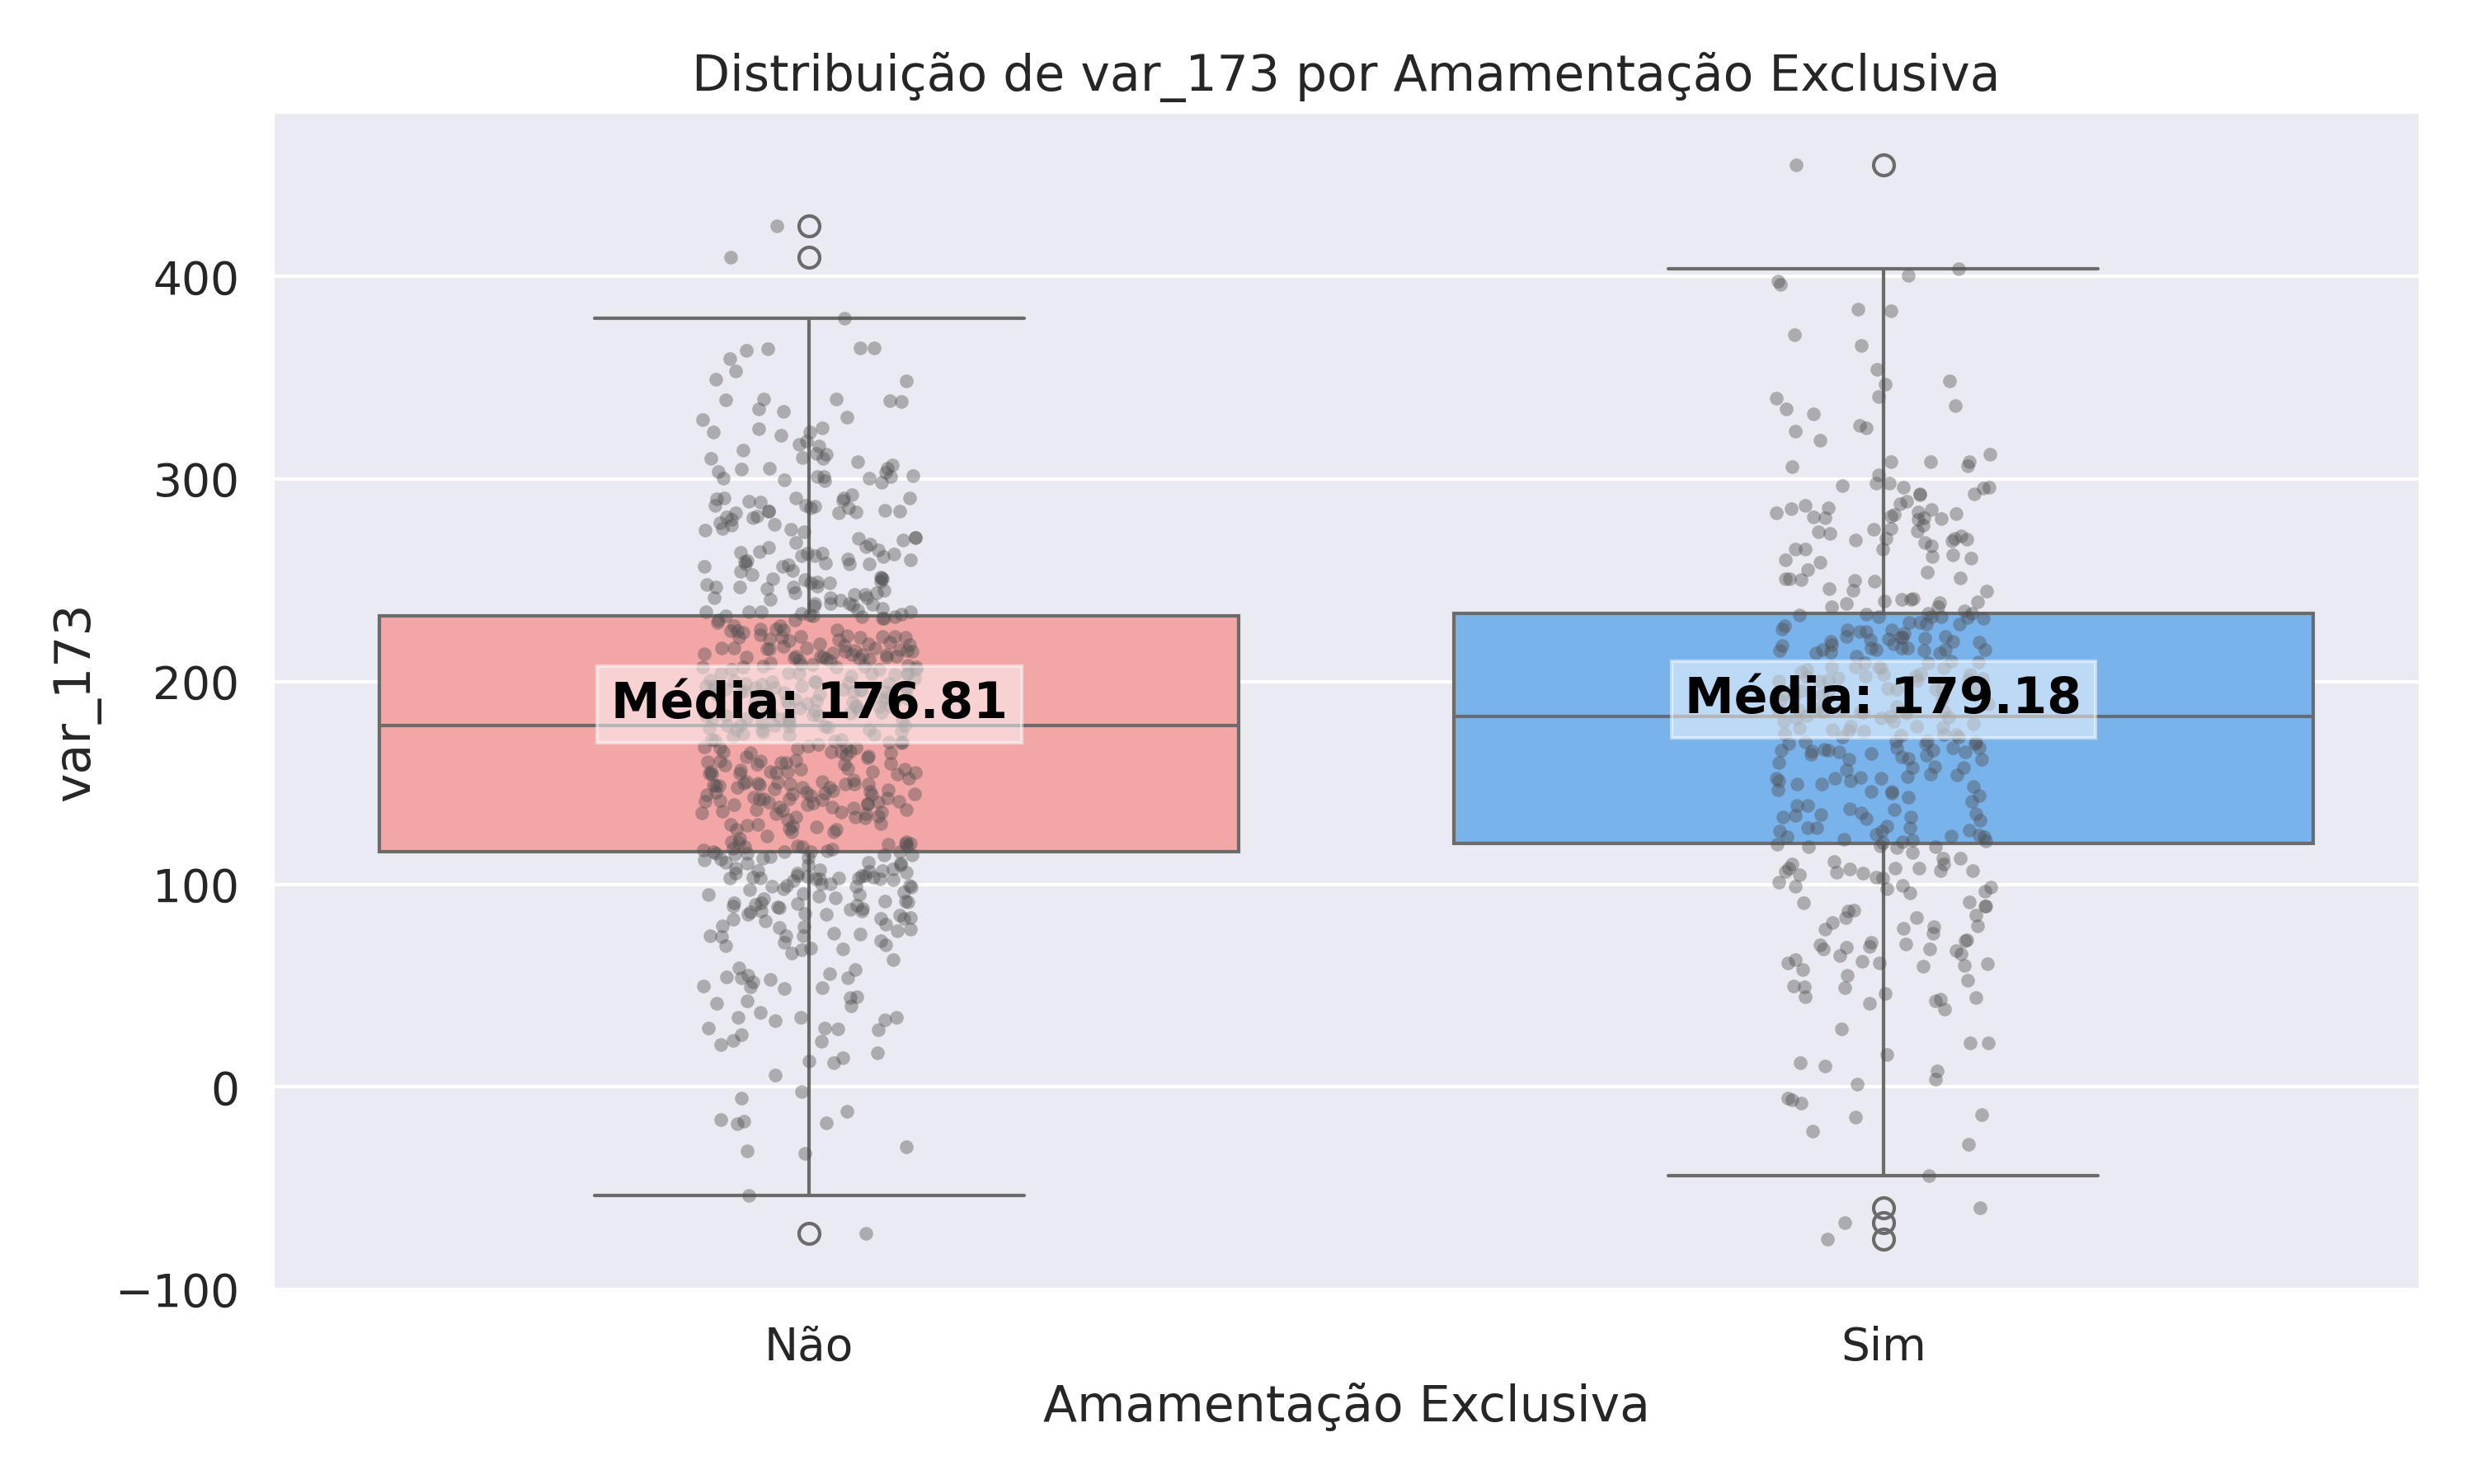 Distribuição de var_173 por Amamentação Exclusiva
var_173
400
300
200
100
0
−100
Média: 176.81
Média: 179.18
Não
Sim
Amamentação Exclusiva